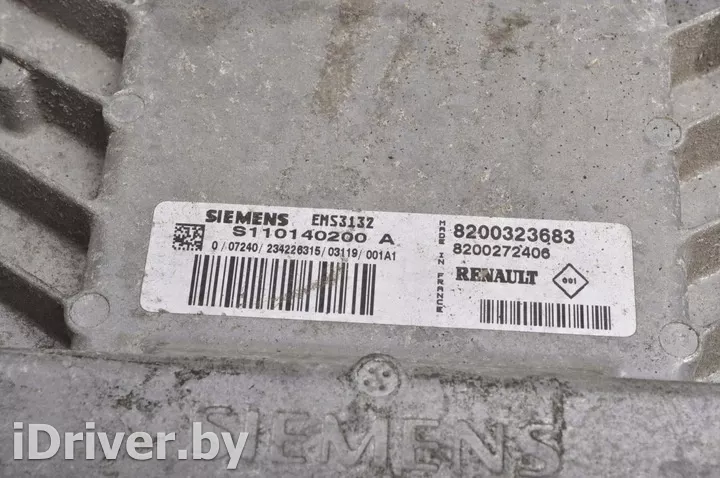 SIEMENS EMS3132
S110140200 A
0/07240/234226315/03119/001A1
MADE IN FRANCE
8200323683
8200272406
RENAULT 001
SIEMENS
iDriver.by